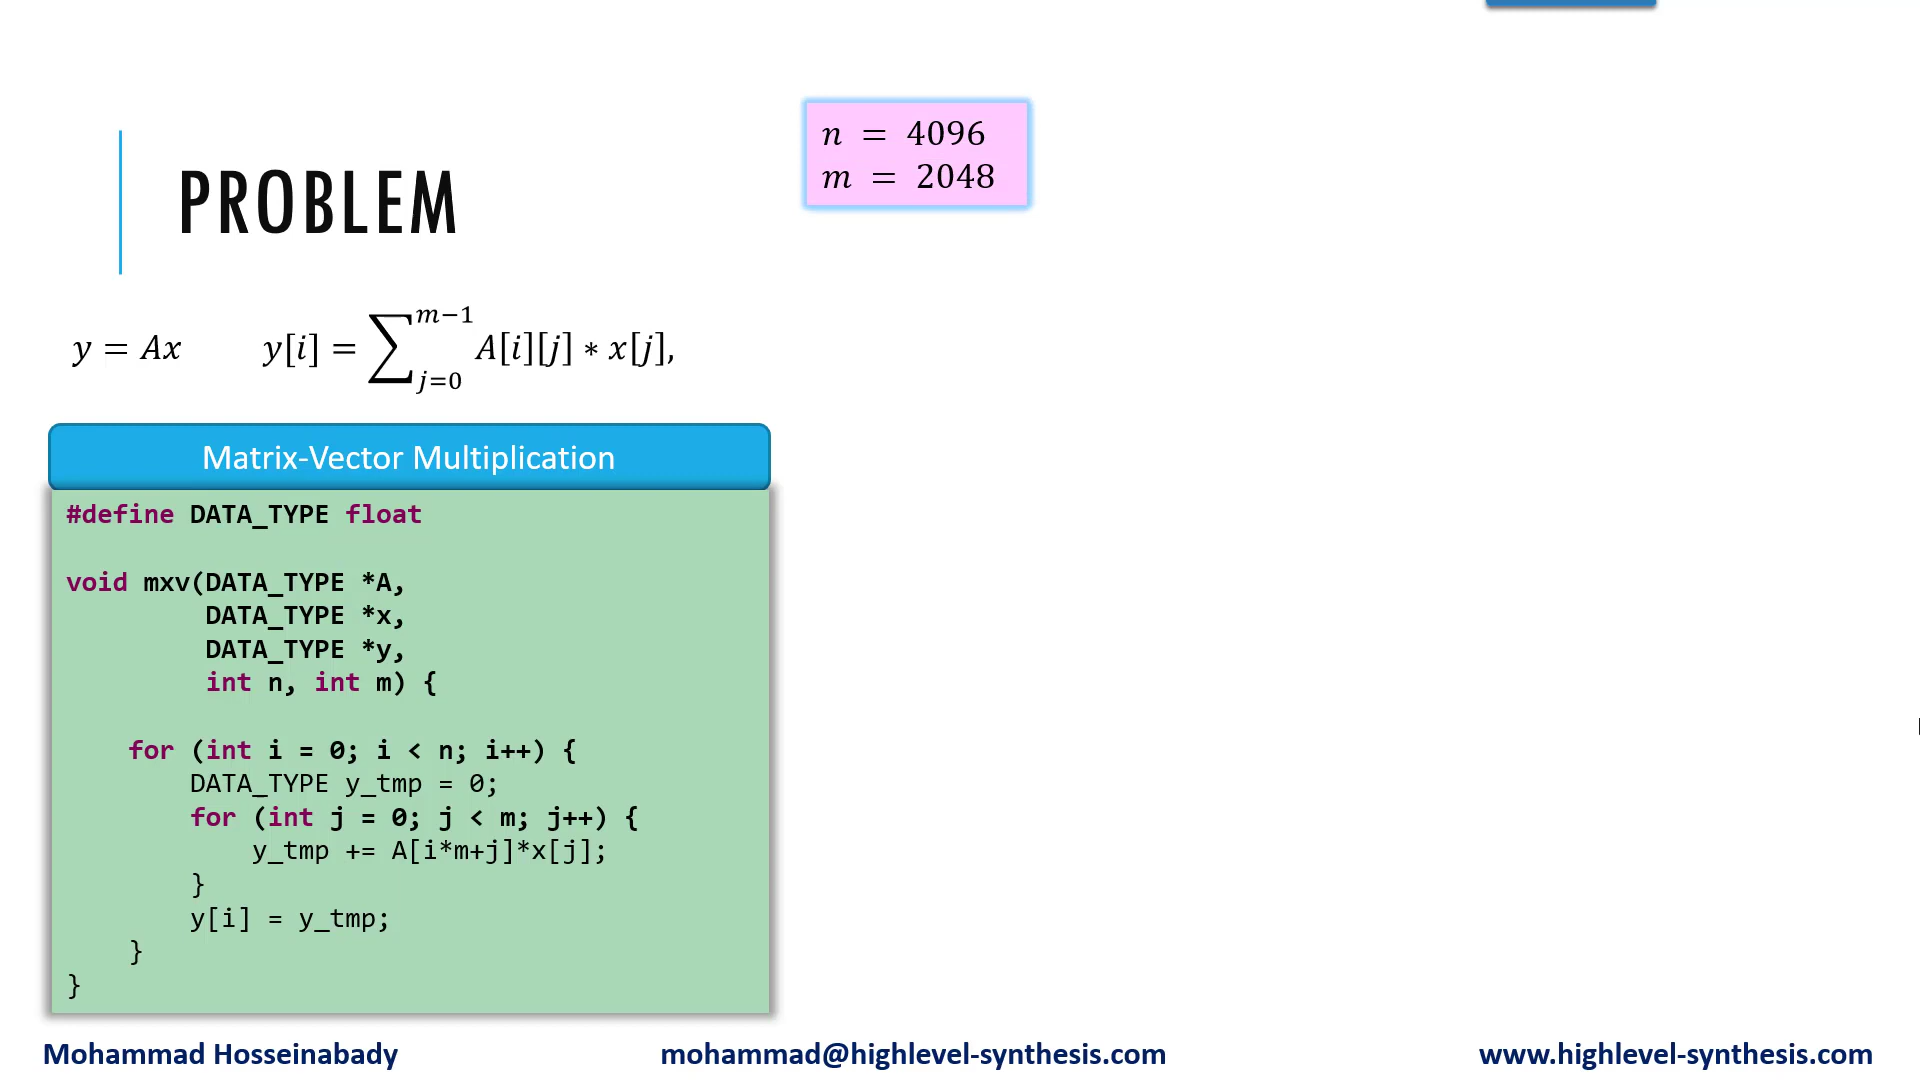 n = 4096
m = 2048
PROBLEM
y = Ax    y[i] = ∑_{j=0}^{m−1} A[i][j] ∗ x[j],
Matrix-Vector Multiplication
#define DATA_TYPE float
void mxv(DATA_TYPE *A,
         DATA_TYPE *x,
         DATA_TYPE *y,
         int n, int m) {
    for (int i = 0; i < n; i++) {
        DATA_TYPE y_tmp = 0;
        for (int j = 0; j < m; j++) {
            y_tmp += A[i*m+j]*x[j];
        }
        y[i] = y_tmp;
    }
}
Mohammad Hosseinabady    mohammad@highlevel-synthesis.com    www.highlevel-synthesis.com